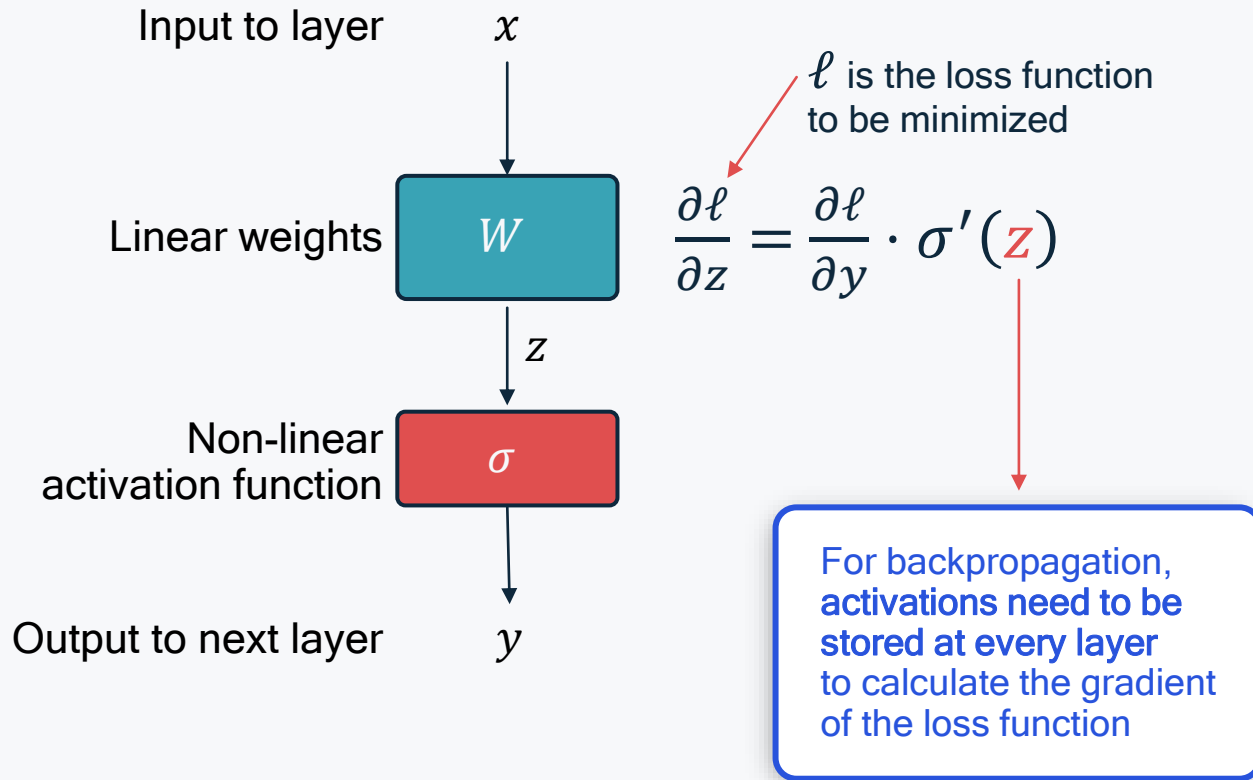 Input to layer
x
ℓ is the loss function
to be minimized
Linear weights
W
∂ℓ/∂z = ∂ℓ/∂y · σ′(z)
z
Non-linear
activation function
σ
For backpropagation,
activations need to be
stored at every layer
to calculate the gradient
of the loss function
Output to next layer
y